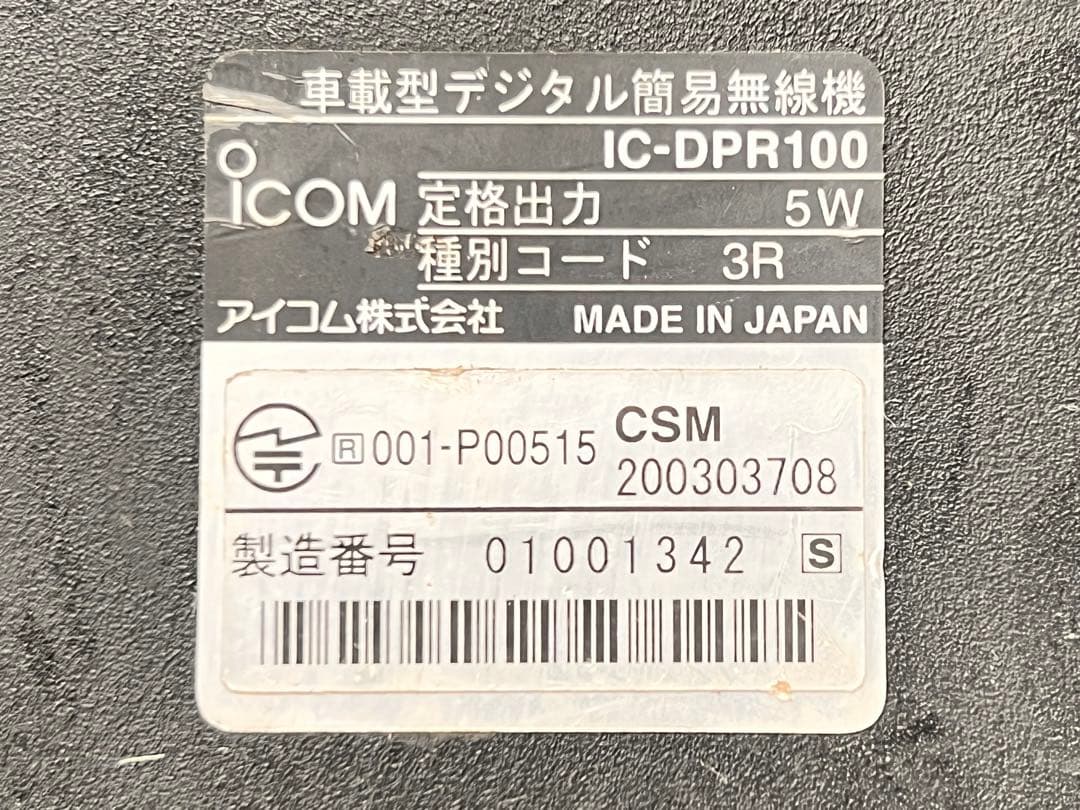 車載型デジタル簡易無線機
IC-DPR100
ICOM 定格出力 5W
種別コード 3R
アイコム株式会社 MADE IN JAPAN
R 001-P00515 CSM
200303708
製造番号 01001342 S